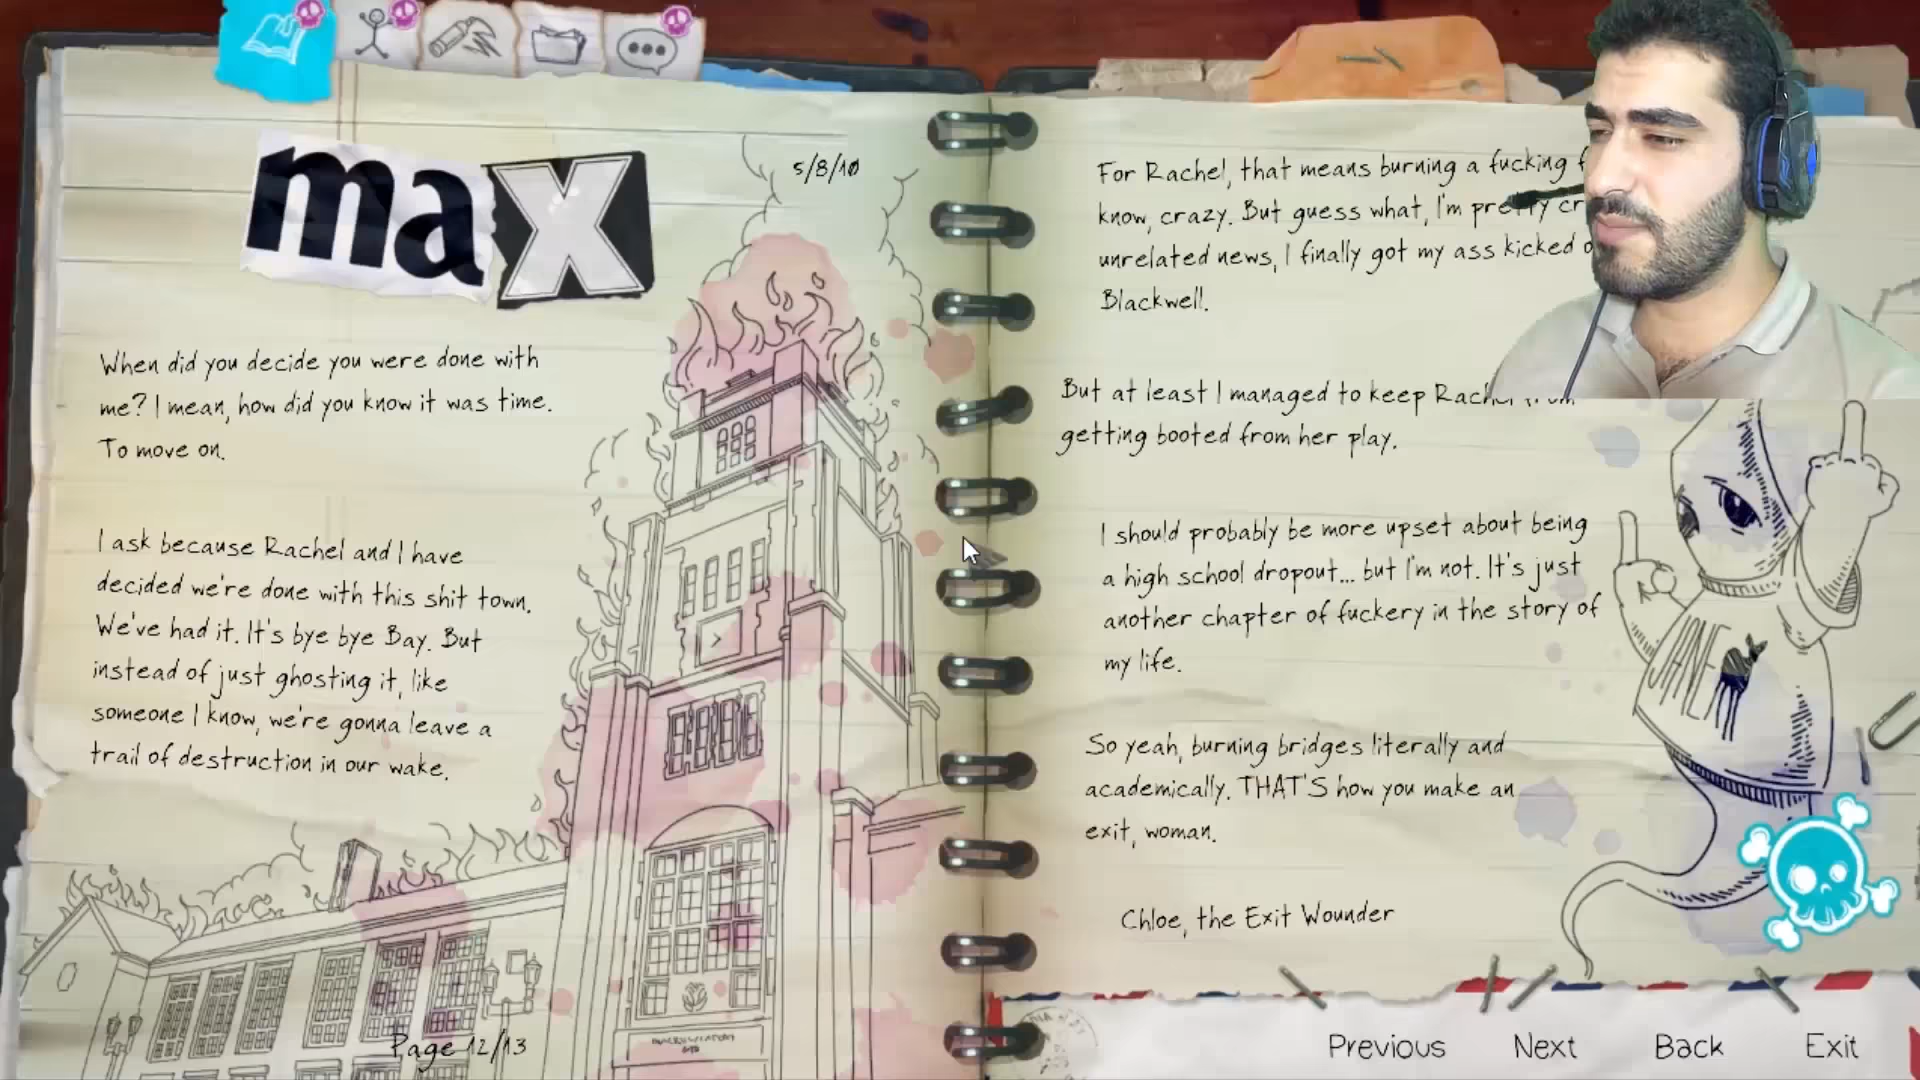 max
5/8/10
When did you decide you were done with
me? I mean, how did you know it was time.
To move on.
I ask because Rachel and I have
decided we're done with this shit town.
We've had it. It's bye bye Bay. But
instead of just ghosting it, like
someone I know, we're gonna leave a
trail of destruction in our wake.
Page 12/13
For Rachel, that means burning a fucking
know, crazy. But guess what, I'm pretty
unrelated news, I finally got my ass kicked
Blackwell.
But at least I managed to keep
getting booted from her play.
I should probably be more upset about being
a high school dropout... but I'm not. It's just
another chapter of fuckery in the story of
my life.
So yeah, burning bridges literally and
academically. THAT'S how you make an
exit, woman.
Chloe, the Exit Wounder
JANE
Previous
Next
Back
Exit